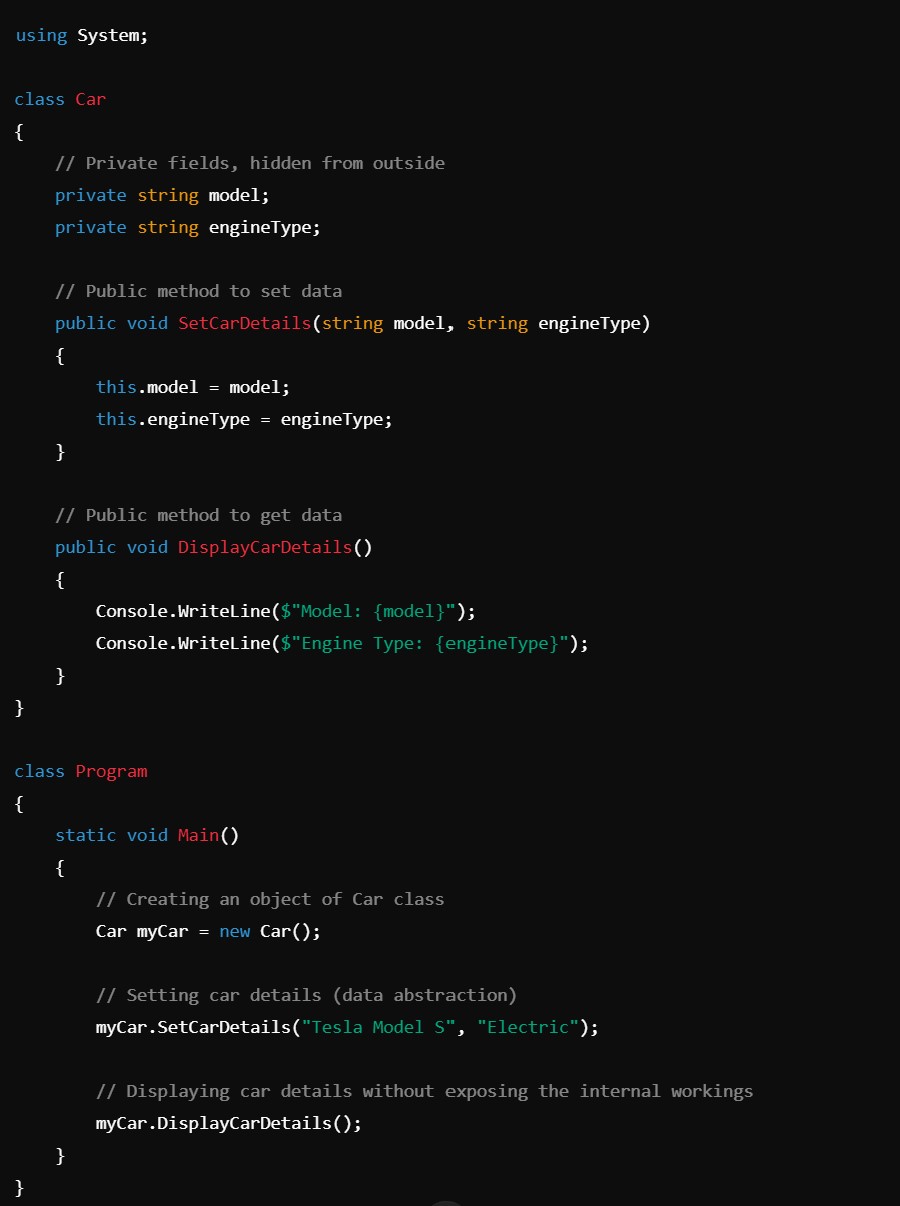 using System;

class Car
{
    // Private fields, hidden from outside
    private string model;
    private string engineType;

    // Public method to set data
    public void SetCarDetails(string model, string engineType)
    {
        this.model = model;
        this.engineType = engineType;
    }

    // Public method to get data
    public void DisplayCarDetails()
    {
        Console.WriteLine($"Model: {model}");
        Console.WriteLine($"Engine Type: {engineType}");
    }
}

class Program
{
    static void Main()
    {
        // Creating an object of Car class
        Car myCar = new Car();

        // Setting car details (data abstraction)
        myCar.SetCarDetails("Tesla Model S", "Electric");

        // Displaying car details without exposing the internal workings
        myCar.DisplayCarDetails();
    }
}